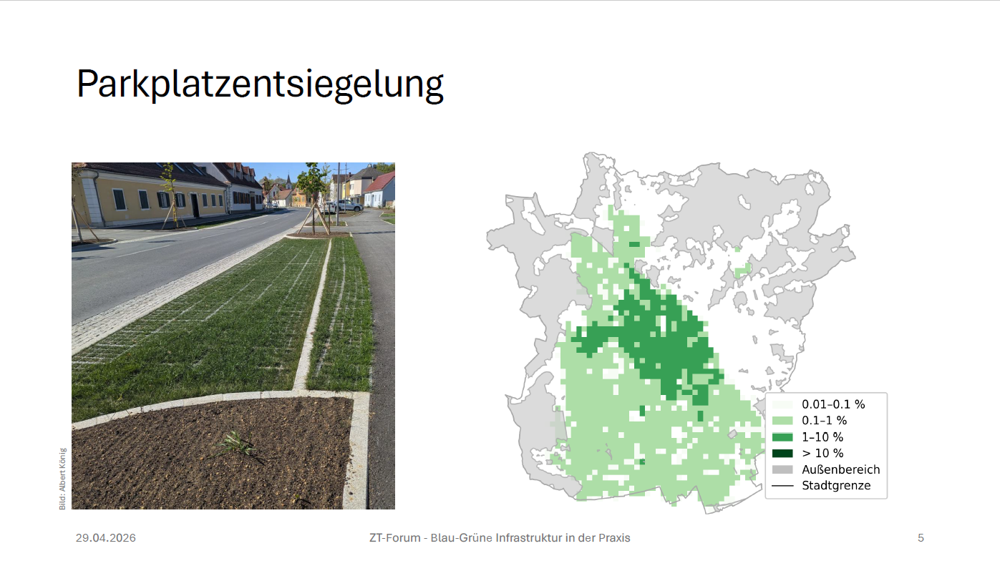 Parkplatzentsiegelung
Bild: Albert König
0.01–0.1 %
0.1–1 %
1–10 %
> 10 %
Außenbereich
Stadtgrenze
29.04.2026
ZT-Forum - Blau-Grüne Infrastruktur in der Praxis
5